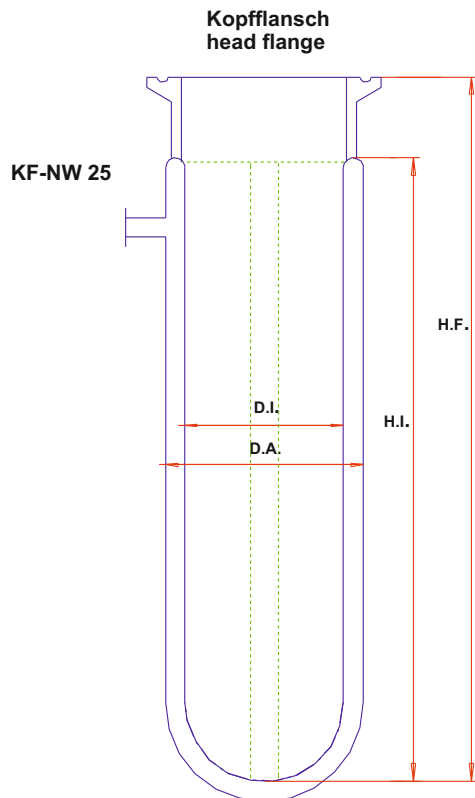 Kopfflansch
head flange
KF-NW 25
H.F.
H.I.
D.I.
D.A.